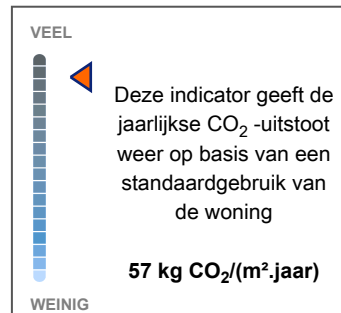 VEEL
Deze indicator geeft de
jaarlijkse CO₂ -uitstoot
weer op basis van een
standaardgebruik van
de woning
57 kg CO₂/(m².jaar)
WEINIG